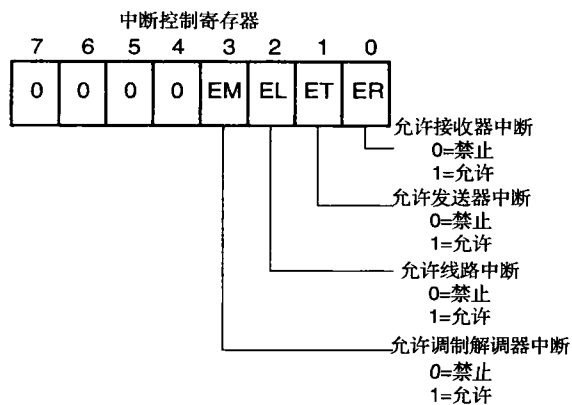 中断控制寄存器
7 6 5 4 3 2 1 0
0 0 0 0 EM EL ET ER
允许接收器中断
0=禁止
1=允许
允许发送器中断
0=禁止
1=允许
允许线路中断
0=禁止
1=允许
允许调制解调器中断
0=禁止
1=允许